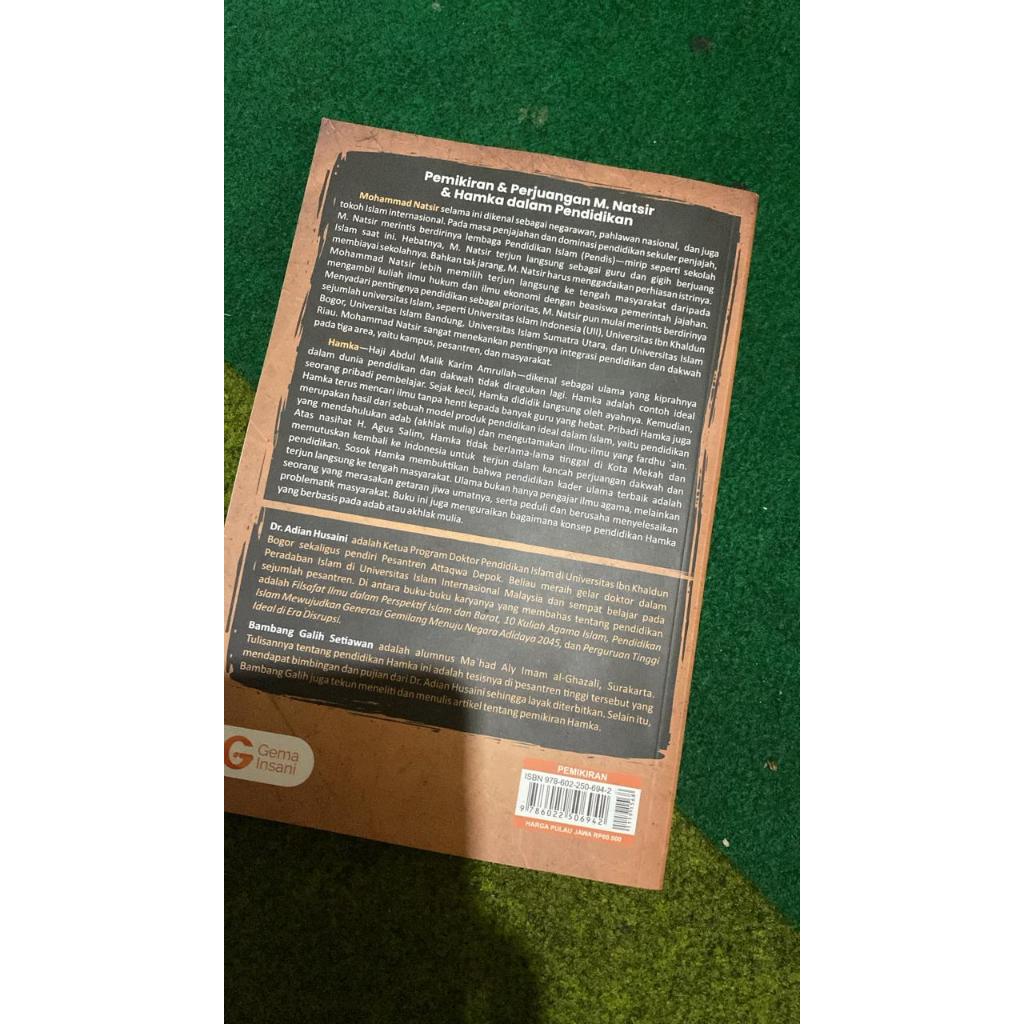 Pemikiran & Perjuangan M. Natsir
& Hamka dalam Pendidikan
Mohammad Natsir selama ini dikenal sebagai negarawan, pahlawan nasional, dan juga
tokoh Islam internasional. Pada masa penjajahan dan dominasi pendidikan sekuler penjajah,
M. Natsir merintis berdirinya lembaga Pendidikan Islam (Pendis)—mirip seperti sekolah
Islam saat ini. Hebatnya, M. Natsir terjun langsung sebagai guru dan gigih berjuang
membiayai sekolahnya. Bahkan tak jarang, M. Natsir harus menggadaikan perhiasan istrinya.
Mohammad Natsir lebih memilih terjun langsung ke tengah masyarakat daripada
mengambil kuliah ilmu hukum dan ilmu ekonomi dengan beasiswa pemerintah jajahan.
Menyadari pentingnya pendidikan sebagai prioritas, M. Natsir pun mulai merintis berdirinya
sejumlah universitas Islam, seperti Universitas Islam Indonesia (UII), Universitas Ibn Khaldun
Bogor, Universitas Islam Bandung, Universitas Islam Sumatra Utara, dan Universitas Islam
Riau. Mohammad Natsir sangat menekankan pentingnya integrasi pendidikan dan dakwah
pada tiga area, yaitu kampus, pesantren, dan masyarakat.
Hamka—Haji Abdul Malik Karim Amrullah—dikenal sebagai ulama yang kiprahnya
dalam dunia pendidikan dan dakwah tidak diragukan lagi. Hamka adalah contoh ideal
seorang pribadi pembelajar. Sejak kecil, Hamka dididik langsung oleh ayahnya. Kemudian,
Hamka terus mencari ilmu tanpa henti kepada banyak guru yang hebat. Pribadi Hamka juga
merupakan hasil dari sebuah model produk pendidikan ideal dalam Islam, yaitu pendidikan
yang mendahulukan adab (akhlak mulia) dan mengutamakan ilmu-ilmu yang fardhu `ain.
Atas nasihat H. Agus Salim, Hamka tidak berlama-lama tinggal di Kota Mekah dan
memutuskan kembali ke Indonesia untuk terjun dalam kancah perjuangan dakwah dan
pendidikan. Sosok Hamka membuktikan bahwa pendidikan kader ulama terbaik adalah
terjun langsung ke tengah masyarakat. Ulama bukan hanya pengajar ilmu agama, melainkan
seorang yang merasakan getaran jiwa umatnya, serta peduli dan berusaha menyelesaikan
problematik masyarakat. Buku ini juga menguraikan bagaimana konsep pendidikan Hamka
yang berbasis pada adab atau akhlak mulia.
Dr. Adian Husaini adalah Ketua Program Doktor Pendidikan Islam di Universitas Ibn Khaldun
Bogor sekaligus pendiri Pesantren Attaqwa Depok. Beliau meraih gelar doktor dalam
Peradaban Islam di Universitas Islam Internasional Malaysia dan sempat belajar pada
sejumlah pesantren. Di antara buku-buku karyanya yang membahas tentang pendidikan
adalah Filsafat Ilmu dalam Perspektif Islam dan Barat, 10 Kuliah Agama Islam, Pendidikan
Islam Mewujudkan Generasi Gemilang Menuju Negara Adidaya 2045, dan Perguruan Tinggi
Ideal di Era Disrupsi.
Bambang Galih Setiawan adalah alumnus Ma`had Aly Imam al-Ghazali, Surakarta.
Tulisannya tentang pendidikan Hamka ini adalah tesisnya di pesantren tinggi tersebut yang
mendapat bimbingan dan pujian dari Dr. Adian Husaini sehingga layak diterbitkan. Selain itu,
Bambang Galih juga tekun meneliti dan menulis artikel tentang pemikiran Hamka.
G Gema
Insani
PEMIKIRAN
ISBN 978-602-250-694-2
9 786022 506942
HARGA PULAU JAWA